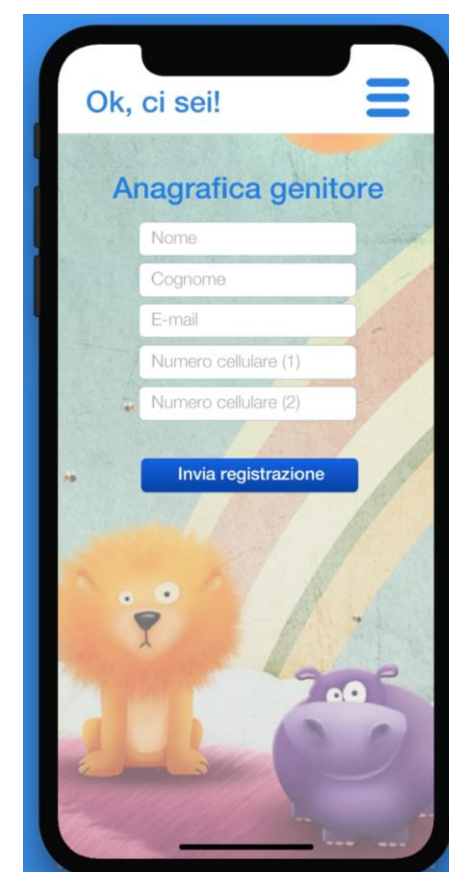 Ok, ci sei!
Anagrafica genitore
Nome
Cognome
E-mail
Numero cellulare (1)
Numero cellulare (2)
Invia registrazione